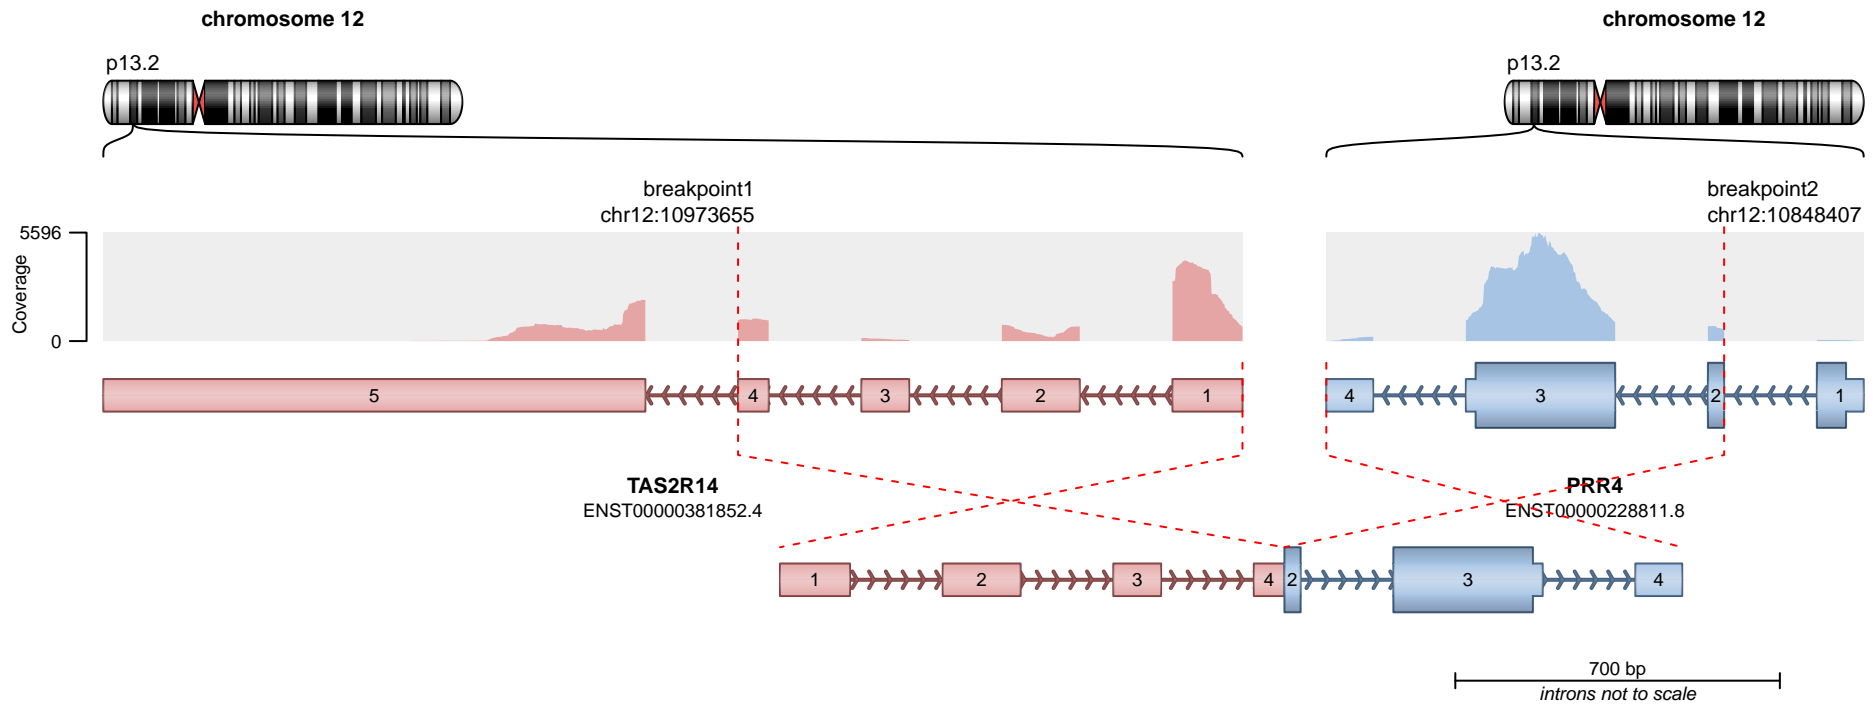 chromosome 12
chromosome 12
p13.2
p13.2
breakpoint1
chr12:10973655
breakpoint2
chr12:10848407
5596
Coverage
0
5
4
3
2
1
4
3
2
1
TAS2R14
ENST00000381852.4
PRR4
ENST00000228811.8
1
2
3
4
2
3
4
700 bp
introns not to scale